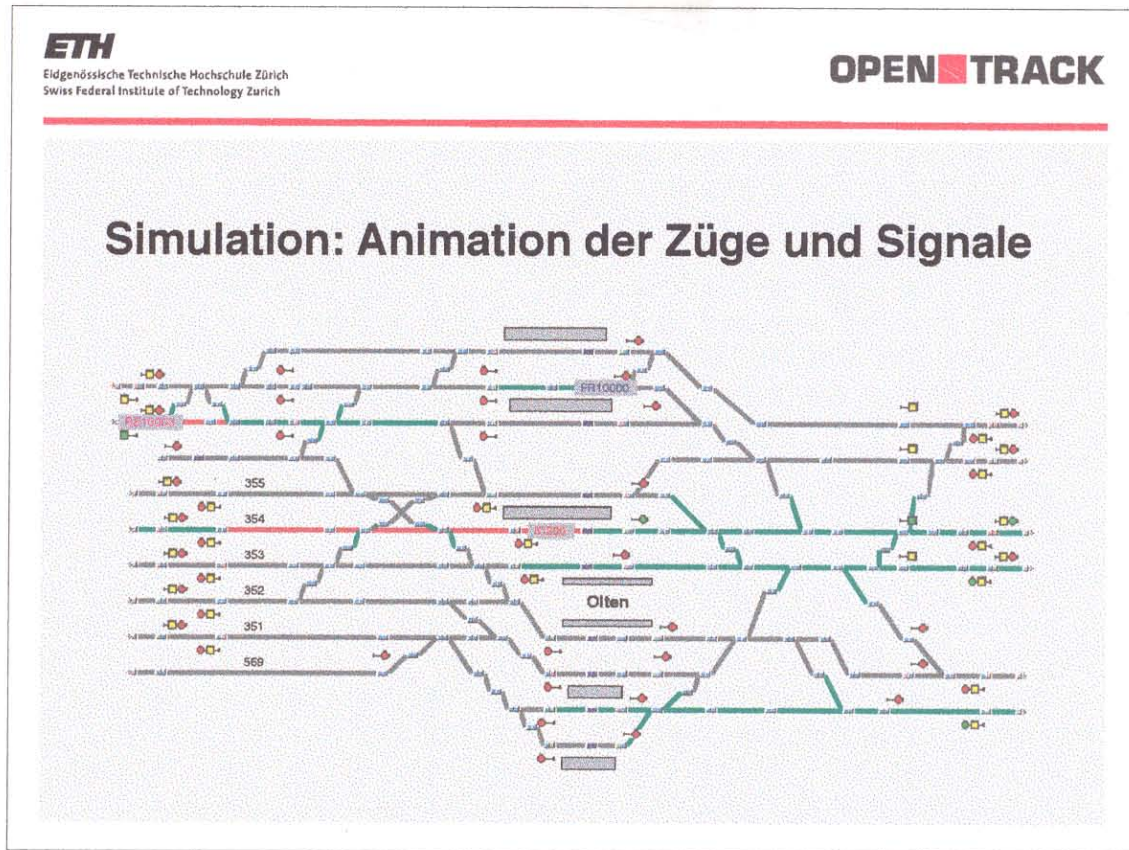 ETH
Eidgenössische Technische Hochschule Zürich
Swiss Federal Institute of Technology Zurich
OPEN TRACK
Simulation: Animation der Züge und Signale
355
354
353
352
351
569
Olten